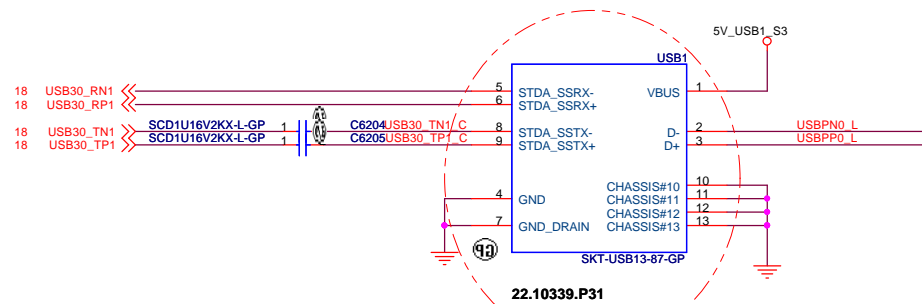 5V_USB1_S3
USB1
18 USB30_RN1 5 STDA_SSRX- VBUS 1
18 USB30_RP1 6 STDA_SSRX+
18 USB30_TN1 SCD1U16V2KX-L-GP 1 C6204 USB30_TN1_C 8 STDA_SSTX- D- 2 USBPN0_L
18 USB30_TP1 SCD1U16V2KX-L-GP 1 C6205 USB30_TP1_C 9 STDA_SSTX+ D+ 3 USBPP0_L
CHASSIS#10 10
4 GND CHASSIS#11 11
CHASSIS#12 12
7 GND_DRAIN CHASSIS#13 13
GP
SKT-USB13-87-GP
22.10339.P31